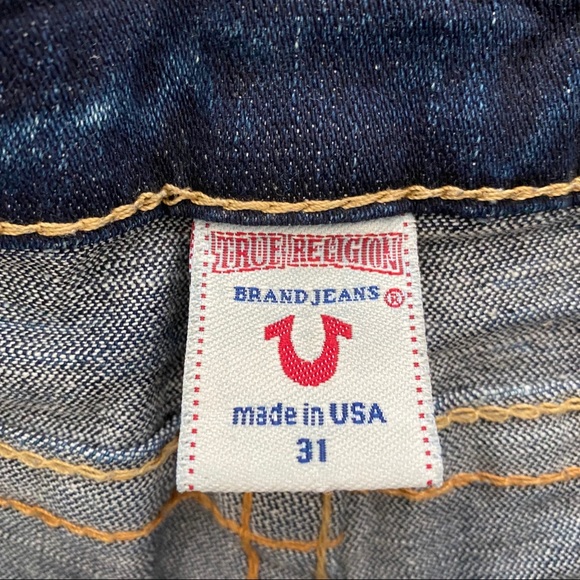 TRUE RELIGION
BRAND JEANS ®
made in USA
31